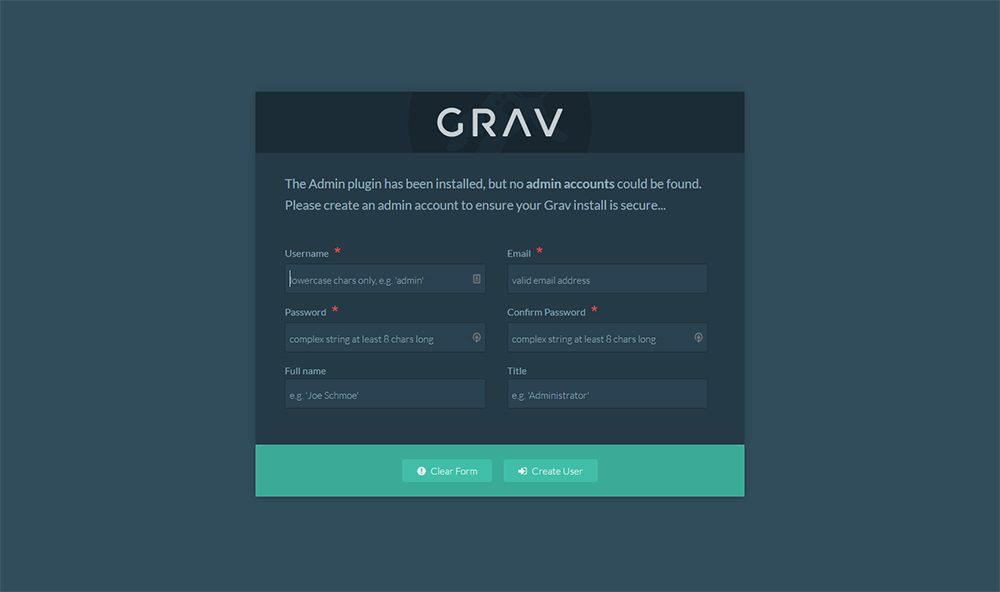 GRAV
The Admin plugin has been installed, but no admin accounts could be found.
Please create an admin account to ensure your Grav install is secure...
Username *
Email *
lowercase chars only, e.g. 'admin'
valid email address
Password *
Confirm Password *
complex string at least 8 chars long
complex string at least 8 chars long
Full name
Title
e.g. 'Joe Schmoe'
e.g. 'Administrator'
Clear Form
Create User